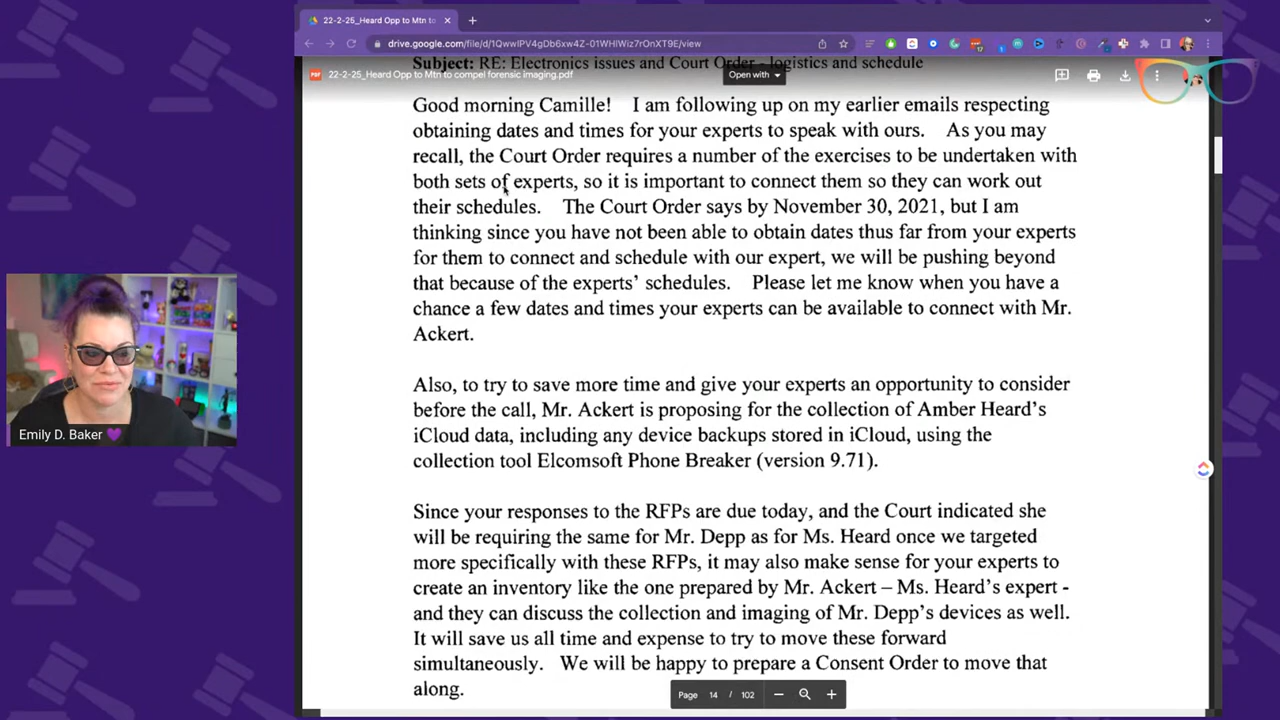 22-2-25_Heard Opp to Mtn to
drive.google.com/file/d/1QwwIPV4gDb6xw4Z-01WHlWiz7rOnXT9E/view
Subject: RE: Electronics issues and Court Order - logistics and schedule
PDF 22-2-25_Heard Opp to Mtn to compel forensic imaging.pdf
Open with
Good morning Camille! I am following up on my earlier emails respecting
obtaining dates and times for your experts to speak with ours. As you may
recall, the Court Order requires a number of the exercises to be undertaken with
both sets of experts, so it is important to connect them so they can work out
their schedules. The Court Order says by November 30, 2021, but I am
thinking since you have not been able to obtain dates thus far from your experts
for them to connect and schedule with our expert, we will be pushing beyond
that because of the experts' schedules. Please let me know when you have a
chance a few dates and times your experts can be available to connect with Mr.
Ackert.
Also, to try to save more time and give your experts an opportunity to consider
before the call, Mr. Ackert is proposing for the collection of Amber Heard's
iCloud data, including any device backups stored in iCloud, using the
collection tool Elcomsoft Phone Breaker (version 9.71).
Since your responses to the RFPs are due today, and the Court indicated she
will be requiring the same for Mr. Depp as for Ms. Heard once we targeted
more specifically with these RFPs, it may also make sense for your experts to
create an inventory like the one prepared by Mr. Ackert – Ms. Heard's expert -
and they can discuss the collection and imaging of Mr. Depp's devices as well.
It will save us all time and expense to try to move these forward
simultaneously. We will be happy to prepare a Consent Order to move that
along.
Page 14 / 102
Emily D. Baker